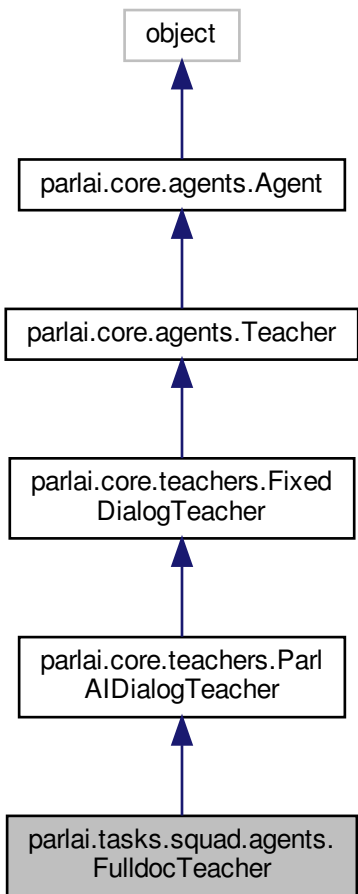 object
parlai.core.agents.Agent
parlai.core.agents.Teacher
parlai.core.teachers.Fixed
DialogTeacher
parlai.core.teachers.Parl
AIDialogTeacher
parlai.tasks.squad.agents.
FulldocTeacher